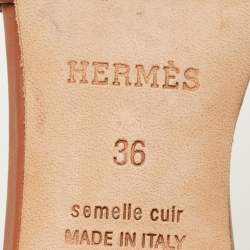 HERMÈS
36
semelle cuir
MADE IN ITALY